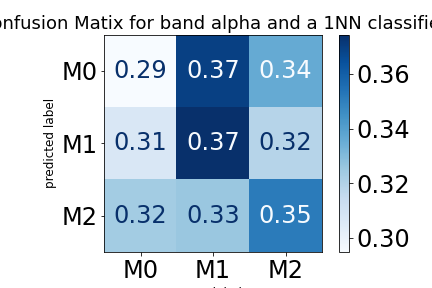 onfusion Matix for band alpha and a 1NN classifie
M0 0.29 0.37 0.34
M1 0.31 0.37 0.32
M2 0.32 0.33 0.35
M0 M1 M2
predicted label
0.36
0.34
0.32
0.30